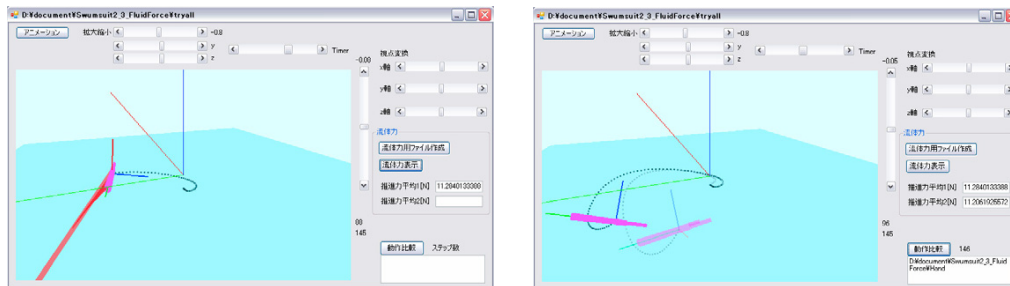 D:¥document¥Swumsuit2_3_FluidForce¥tryall
アニメーション
拡大縮小
-0.8
y
z
Timer
-0.08
視点変換
x軸
y軸
z軸
流体力
流体力用ファイル作成
流体力表示
推進力平均1[N] 11.2840133388
推進力平均2[N]
88
145
動作比較 ステップ数
D:¥document¥Swumsuit2_3_FluidForce¥tryall
アニメーション
拡大縮小
-0.8
y
z
Timer
-0.05
視点変換
x軸
y軸
z軸
流体力
流体力用ファイル作成
流体力表示
推進力平均1[N] 11.2840133388
推進力平均2[N] 11.2061925572
96
145
動作比較 146
D:¥document¥Swumsuit2_3_Fluid
Force¥Hand